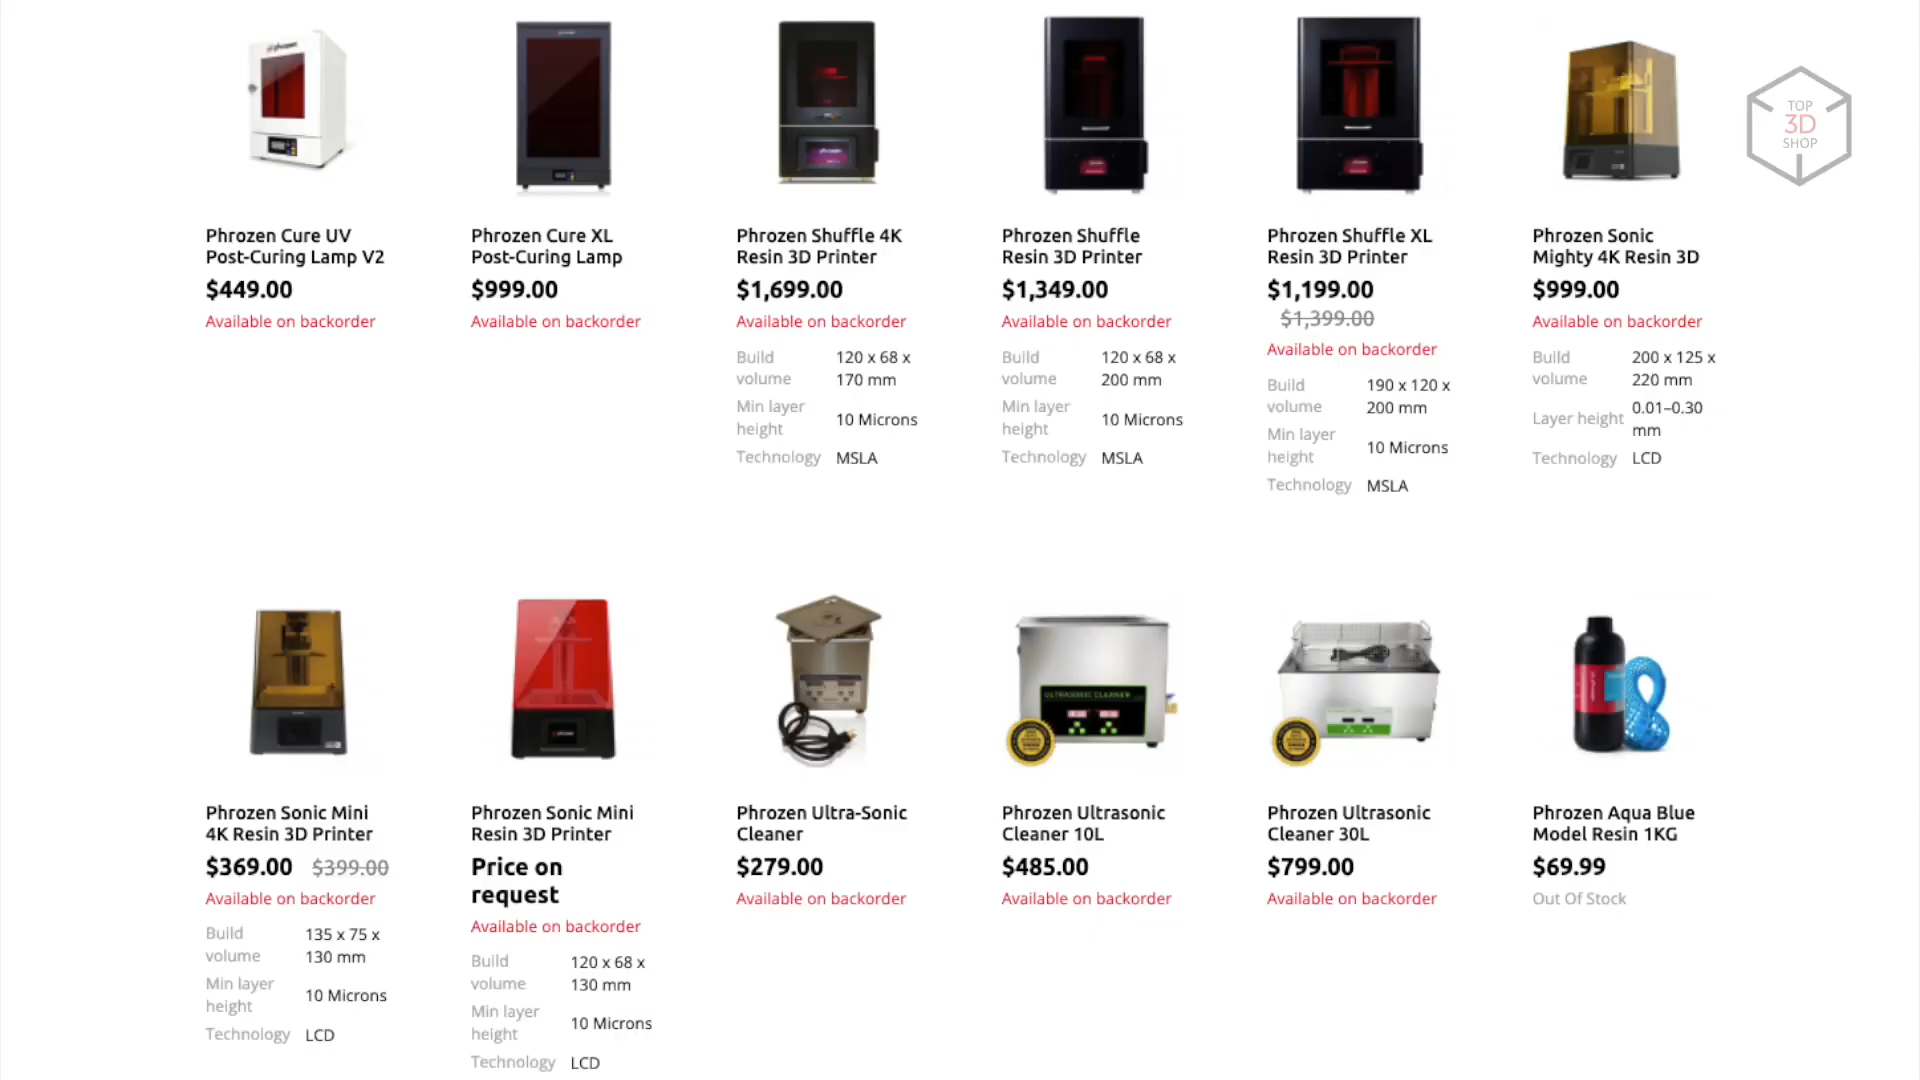 TOP
3D
SHOP
Phrozen Cure UV
Post-Curing Lamp V2
$449.00
Available on backorder
Phrozen Cure XL
Post-Curing Lamp
$999.00
Available on backorder
Phrozen Shuffle 4K
Resin 3D Printer
$1,699.00
Available on backorder
Build
volume
120 x 68 x
170 mm
Min layer
height
10 Microns
Technology MSLA
Phrozen Shuffle
Resin 3D Printer
$1,349.00
Available on backorder
Build
volume
120 x 68 x
200 mm
Min layer
height
10 Microns
Technology MSLA
Phrozen Shuffle XL
Resin 3D Printer
$1,199.00
$1,399.00
Available on backorder
Build
volume
190 x 120 x
200 mm
Min layer
height
10 Microns
Technology MSLA
Phrozen Sonic
Mighty 4K Resin 3D
$999.00
Available on backorder
Build
volume
200 x 125 x
220 mm
Layer height
0.01–0.30
mm
Technology LCD
Phrozen Sonic Mini
4K Resin 3D Printer
$369.00 $399.00
Available on backorder
Build
volume
135 x 75 x
130 mm
Min layer
height
10 Microns
Technology LCD
Phrozen Sonic Mini
Resin 3D Printer
Price on
request
Available on backorder
Build
volume
120 x 68 x
130 mm
Min layer
height
10 Microns
Technology LCD
Phrozen Ultra-Sonic
Cleaner
$279.00
Available on backorder
ULTRASONIC CLEANER
Phrozen Ultrasonic
Cleaner 10L
$485.00
Available on backorder
Phrozen Ultrasonic
Cleaner 30L
$799.00
Available on backorder
Phrozen Aqua Blue
Model Resin 1KG
$69.99
Out Of Stock